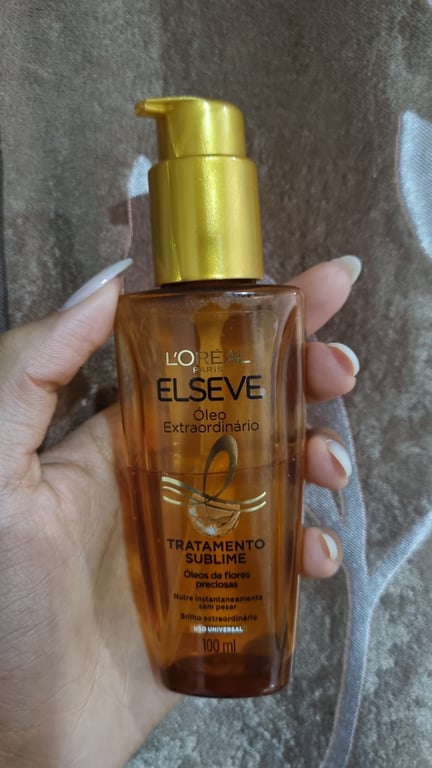 L'ORÉAL
PARIS
ELSEVE
Óleo
Extraordinário
TRATAMENTO
SUBLIME
Óleos de flores
preciosas
Nutre instantaneamente
sem pesar
Brilho extraordinário
USO UNIVERSAL
100 ml